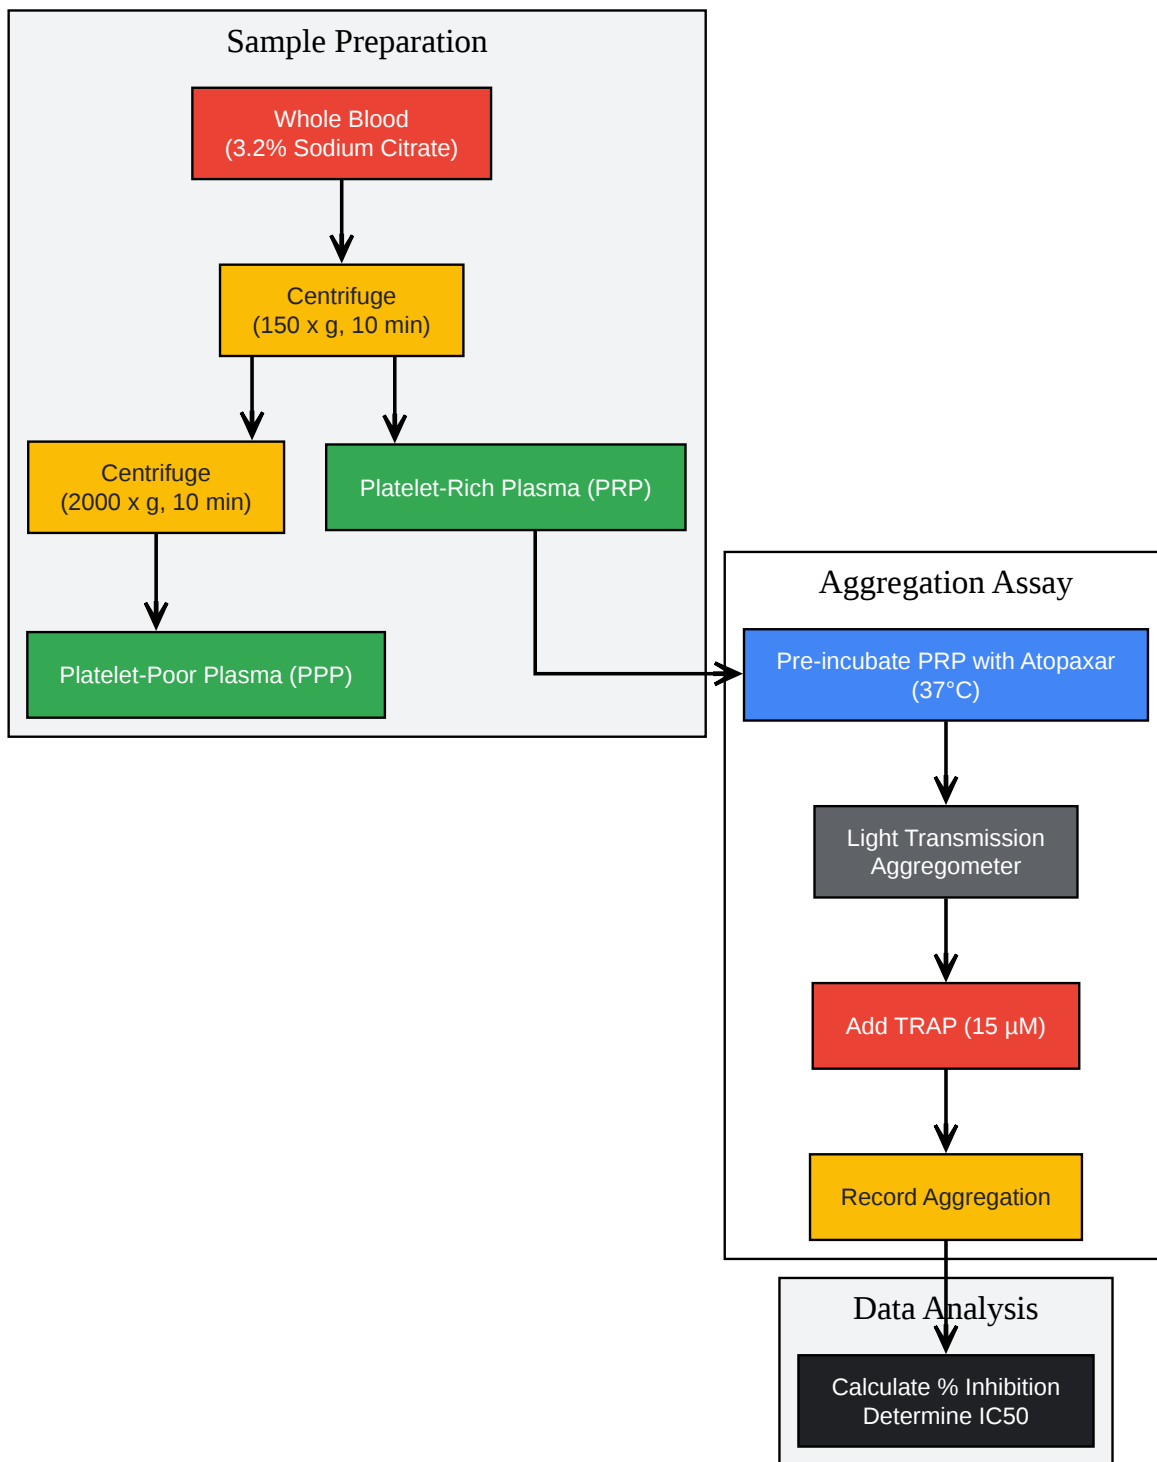 Sample Preparation
Whole Blood
(3.2% Sodium Citrate)
Centrifuge
(150 x g, 10 min)
Centrifuge
(2000 x g, 10 min)
Platelet-Rich Plasma (PRP)
Platelet-Poor Plasma (PPP)
Aggregation Assay
Pre-incubate PRP with Atopaxar
(37°C)
Light Transmission
Aggregometer
Add TRAP (15 µM)
Record Aggregation
Data Analysis
Calculate % Inhibition
Determine IC50